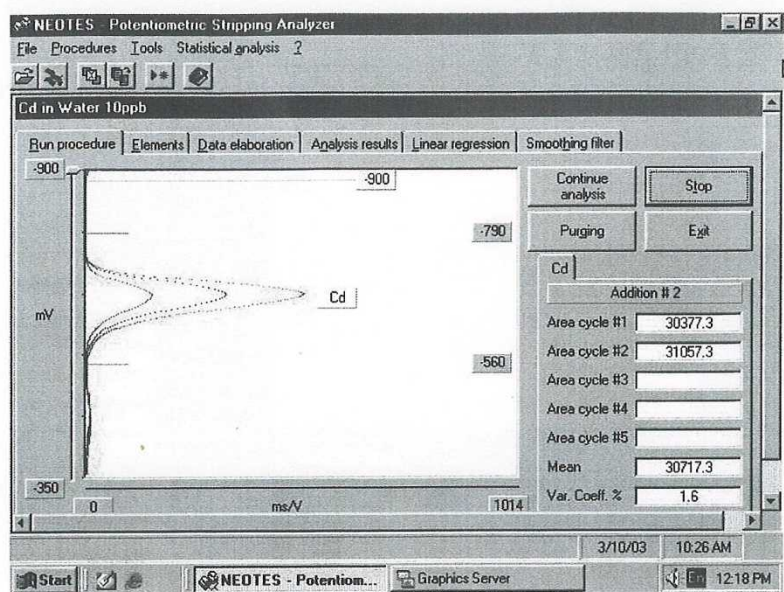 NEOTES - Potentiometric Stripping Analyzer
File Procedures Tools Statistical analysis ?
Cd in Water 10ppb
Run procedure Elements Data elaboration Analysis results Linear regression Smoothing filter
-900
-900
-790
Cd
mV
-560
-350
0 ms/V 1014
Continue analysis
Stop
Purging
Exit
Cd
Addition # 2
Area cycle #1 30377.3
Area cycle #2 31057.3
Area cycle #3
Area cycle #4
Area cycle #5
Mean 30717.3
Var. Coeff. % 1.6
3/10/03 10:26 AM
Start NEOTES - Potentiom... Graphics Server En 12:18 PM